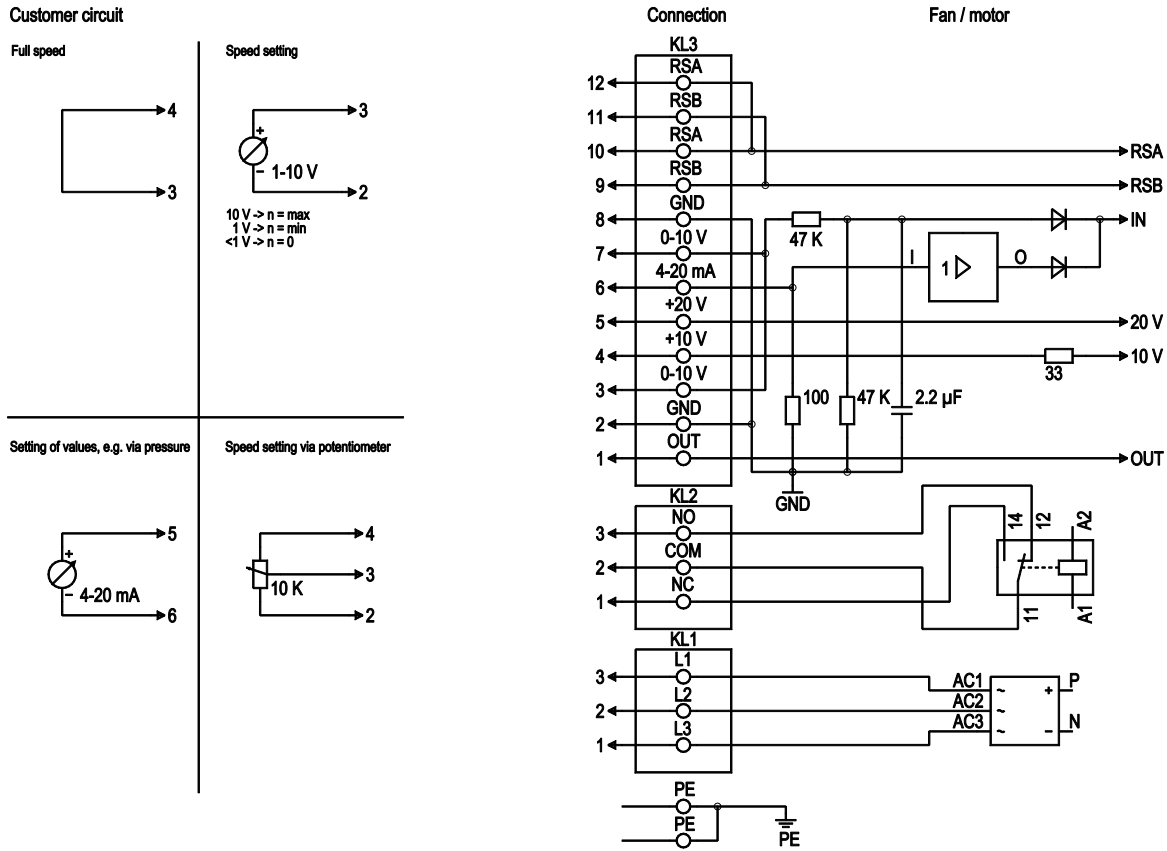 Customer circuit
Connection
Fan / motor
Full speed
4
3
Speed setting
3
+
−
1-10 V
2
10 V -> n = max
1 V -> n = min
<1 V -> n = 0
Setting of values, e.g. via pressure
5
+
−
4-20 mA
6
Speed setting via potentiometer
4
3
10 K
2
KL3
12 RSA
11 RSB
10 RSA RSA
9 RSB RSB
8 GND IN
47 K
7 0-10 V
I 1 O
6 4-20 mA
5 +20 V 20 V
4 +10 V 10 V
33
3 0-10 V
100 47 K 2.2 µF
2 GND
1 OUT OUT
GND
KL2
3 NO
2 COM
1 NC
14 12 A2
11 A1
KL1
3 L1
2 L2
1 L3
AC1 ~ + P
AC2 ~
AC3 ~ − N
PE
PE
PE